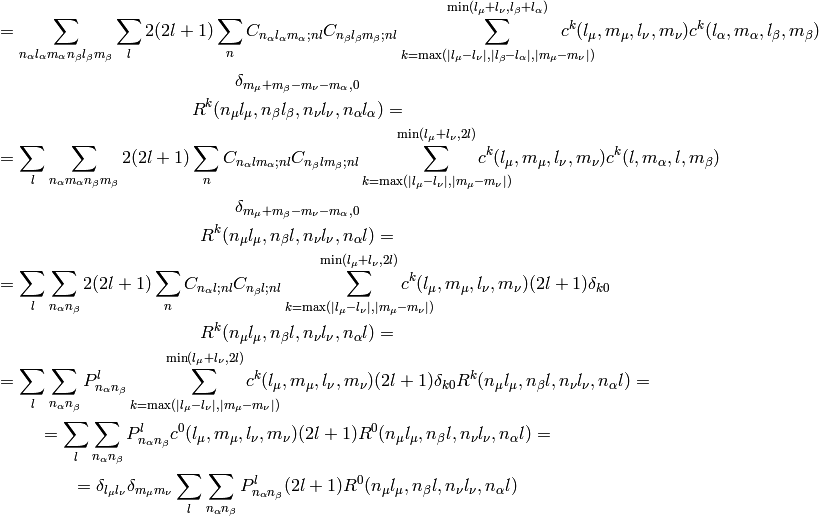 = \sum_{n_\alpha l_\alpha m_\alpha n_\beta l_\beta m_\beta} \sum_l 2(2l+1) \sum_n C_{n_\alpha l_\alpha m_\alpha;nl} C_{n_\beta l_\beta m_\beta;nl} \sum_{k=\max(|l_\mu-l_\nu|,|l_\beta-l_\alpha|,|m_\mu-m_\nu|)}^{\min(l_\mu+l_\nu,l_\beta+l_\alpha)} c^k(l_\mu,m_\mu,l_\nu,m_\nu)c^k(l_\alpha,m_\alpha,l_\beta,m_\beta)
\delta_{m_\mu+m_\beta-m_\nu-m_\alpha,0}
R^k(n_\mu l_\mu,n_\beta l_\beta,n_\nu l_\nu,n_\alpha l_\alpha) =
= \sum_l \sum_{n_\alpha m_\alpha n_\beta m_\beta} 2(2l+1) \sum_n C_{n_\alpha l m_\alpha;nl} C_{n_\beta l m_\beta;nl} \sum_{k=\max(|l_\mu-l_\nu|,|m_\mu-m_\nu|)}^{\min(l_\mu+l_\nu,2l)} c^k(l_\mu,m_\mu,l_\nu,m_\nu)c^k(l,m_\alpha,l,m_\beta)
\delta_{m_\mu+m_\beta-m_\nu-m_\alpha,0}
R^k(n_\mu l_\mu,n_\beta l,n_\nu l_\nu,n_\alpha l) =
= \sum_l \sum_{n_\alpha n_\beta} 2(2l+1) \sum_n C_{n_\alpha l;nl} C_{n_\beta l;nl} \sum_{k=\max(|l_\mu-l_\nu|,|m_\mu-m_\nu|)}^{\min(l_\mu+l_\nu,2l)} c^k(l_\mu,m_\mu,l_\nu,m_\nu)(2l+1)\delta_{k0}
R^k(n_\mu l_\mu,n_\beta l,n_\nu l_\nu,n_\alpha l) =
= \sum_l \sum_{n_\alpha n_\beta} P^l_{n_\alpha n_\beta} \sum_{k=\max(|l_\mu-l_\nu|,|m_\mu-m_\nu|)}^{\min(l_\mu+l_\nu,2l)} c^k(l_\mu,m_\mu,l_\nu,m_\nu)(2l+1)\delta_{k0}R^k(n_\mu l_\mu,n_\beta l,n_\nu l_\nu,n_\alpha l) =
= \sum_l \sum_{n_\alpha n_\beta} P^l_{n_\alpha n_\beta} c^0(l_\mu,m_\mu,l_\nu,m_\nu)(2l+1)R^0(n_\mu l_\mu,n_\beta l,n_\nu l_\nu,n_\alpha l) =
= \delta_{l_\mu l_\nu}\delta_{m_\mu m_\nu} \sum_l \sum_{n_\alpha n_\beta} P^l_{n_\alpha n_\beta}(2l+1)R^0(n_\mu l_\mu,n_\beta l,n_\nu l_\nu,n_\alpha l)